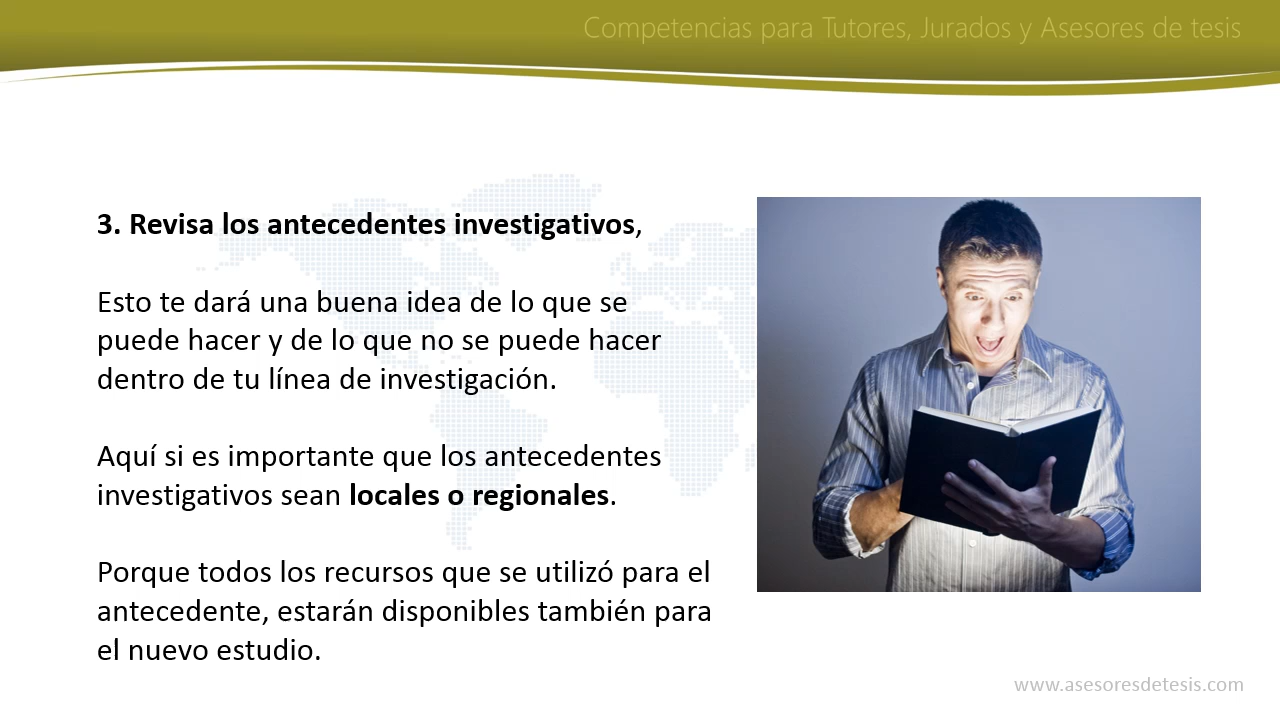 Competencias para Tutores, Jurados y Asesores de tesis
3. Revisa los antecedentes investigativos,
Esto te dará una buena idea de lo que se
puede hacer y de lo que no se puede hacer
dentro de tu línea de investigación.
Aquí si es importante que los antecedentes
investigativos sean locales o regionales.
Porque todos los recursos que se utilizó para el
antecedente, estarán disponibles también para
el nuevo estudio.
www.asesoresdetesis.com